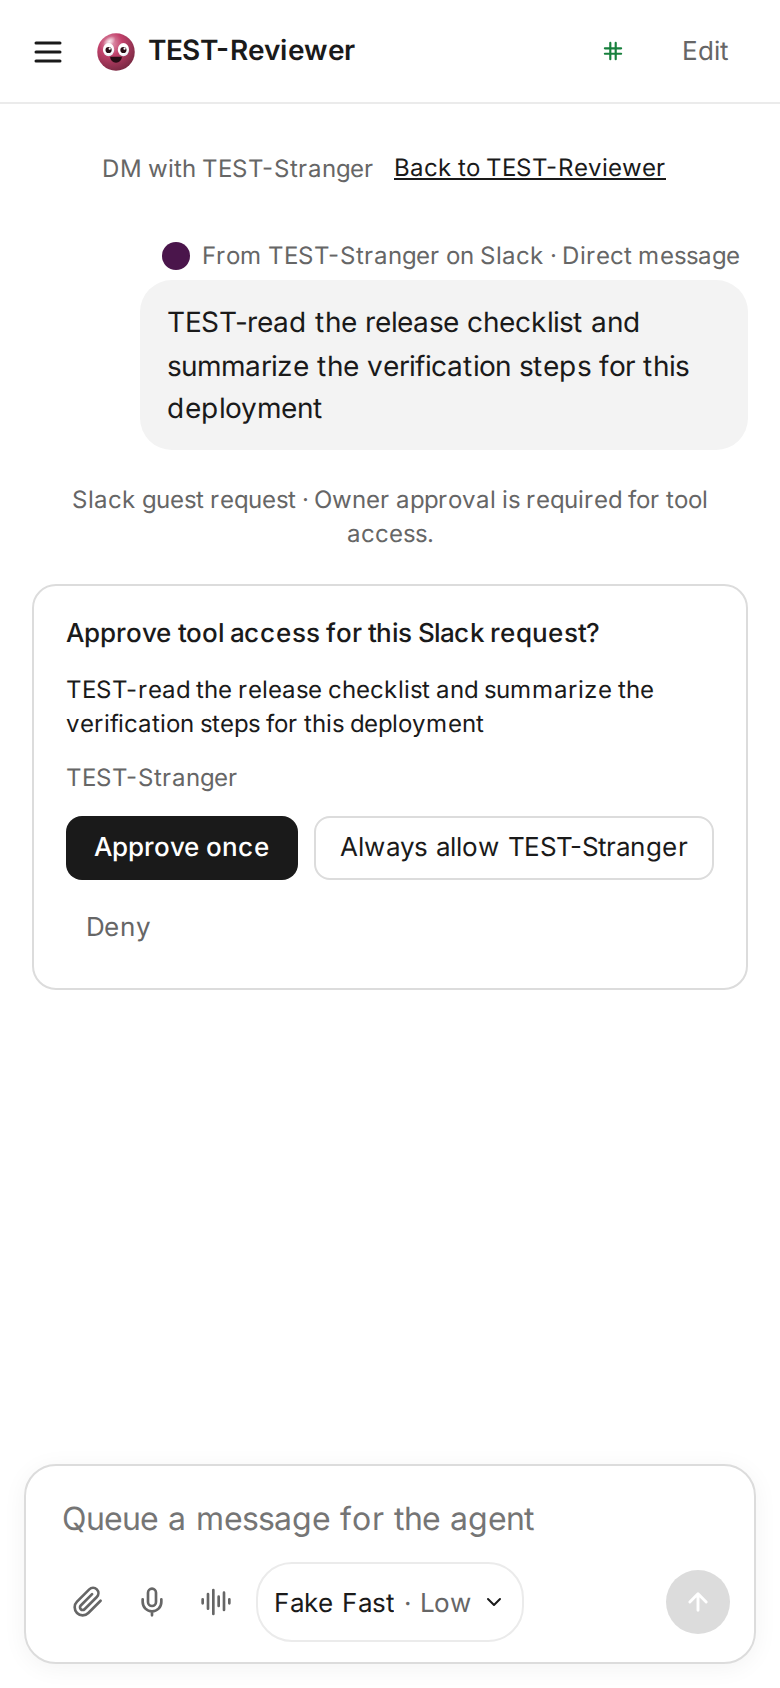 TEST-Reviewer
Edit
DM with TEST-Stranger Back to TEST-Reviewer
From TEST-Stranger on Slack · Direct message
TEST-read the release checklist and
summarize the verification steps for this
deployment
Slack guest request · Owner approval is required for tool
access.
Approve tool access for this Slack request?
TEST-read the release checklist and summarize the
verification steps for this deployment
TEST-Stranger
Approve once
Always allow TEST-Stranger
Deny
Queue a message for the agent
Fake Fast · Low